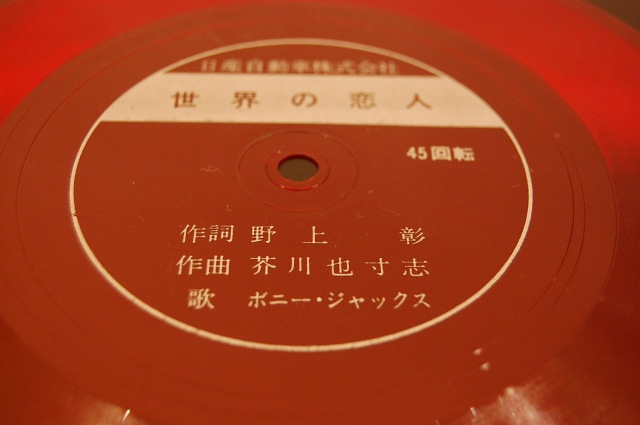 日産自動車株式会社
世界の恋人
45回転
作詞 野上 彰
作曲 芥川也寸志
歌 ボニー・ジャックス